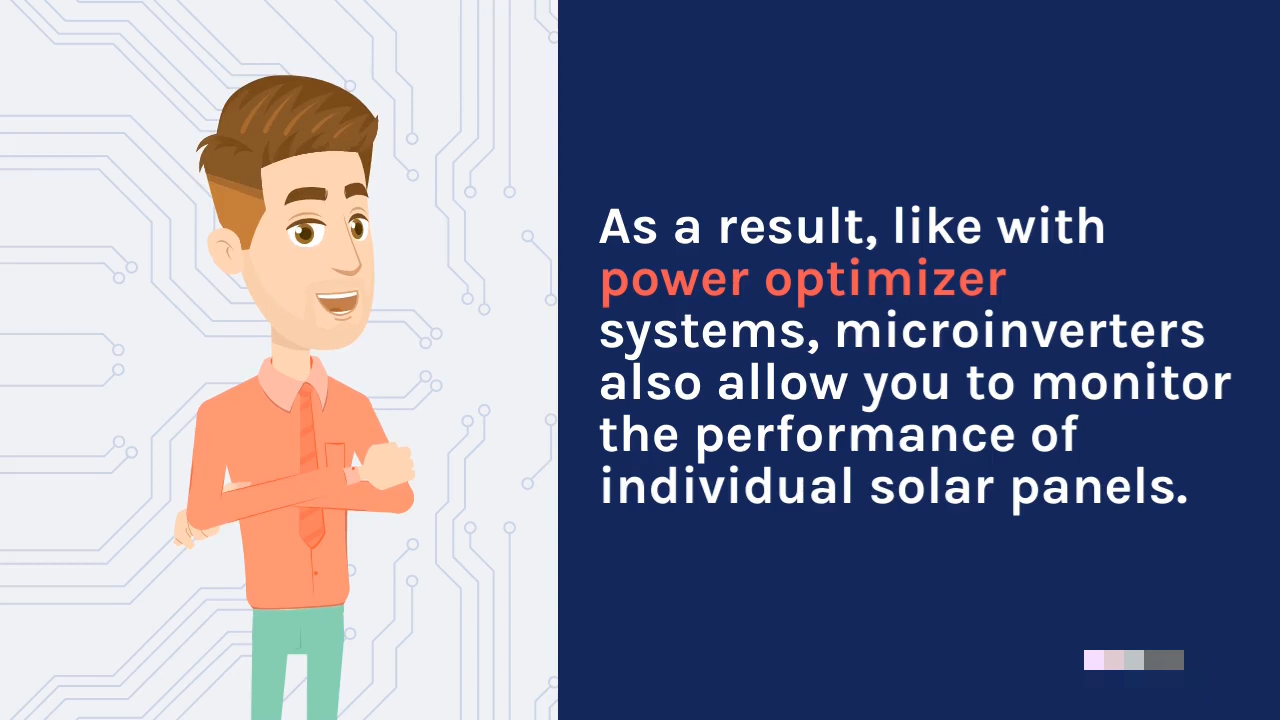 As a result, like with
power optimizer
systems, microinverters
also allow you to monitor
the performance of
individual solar panels.